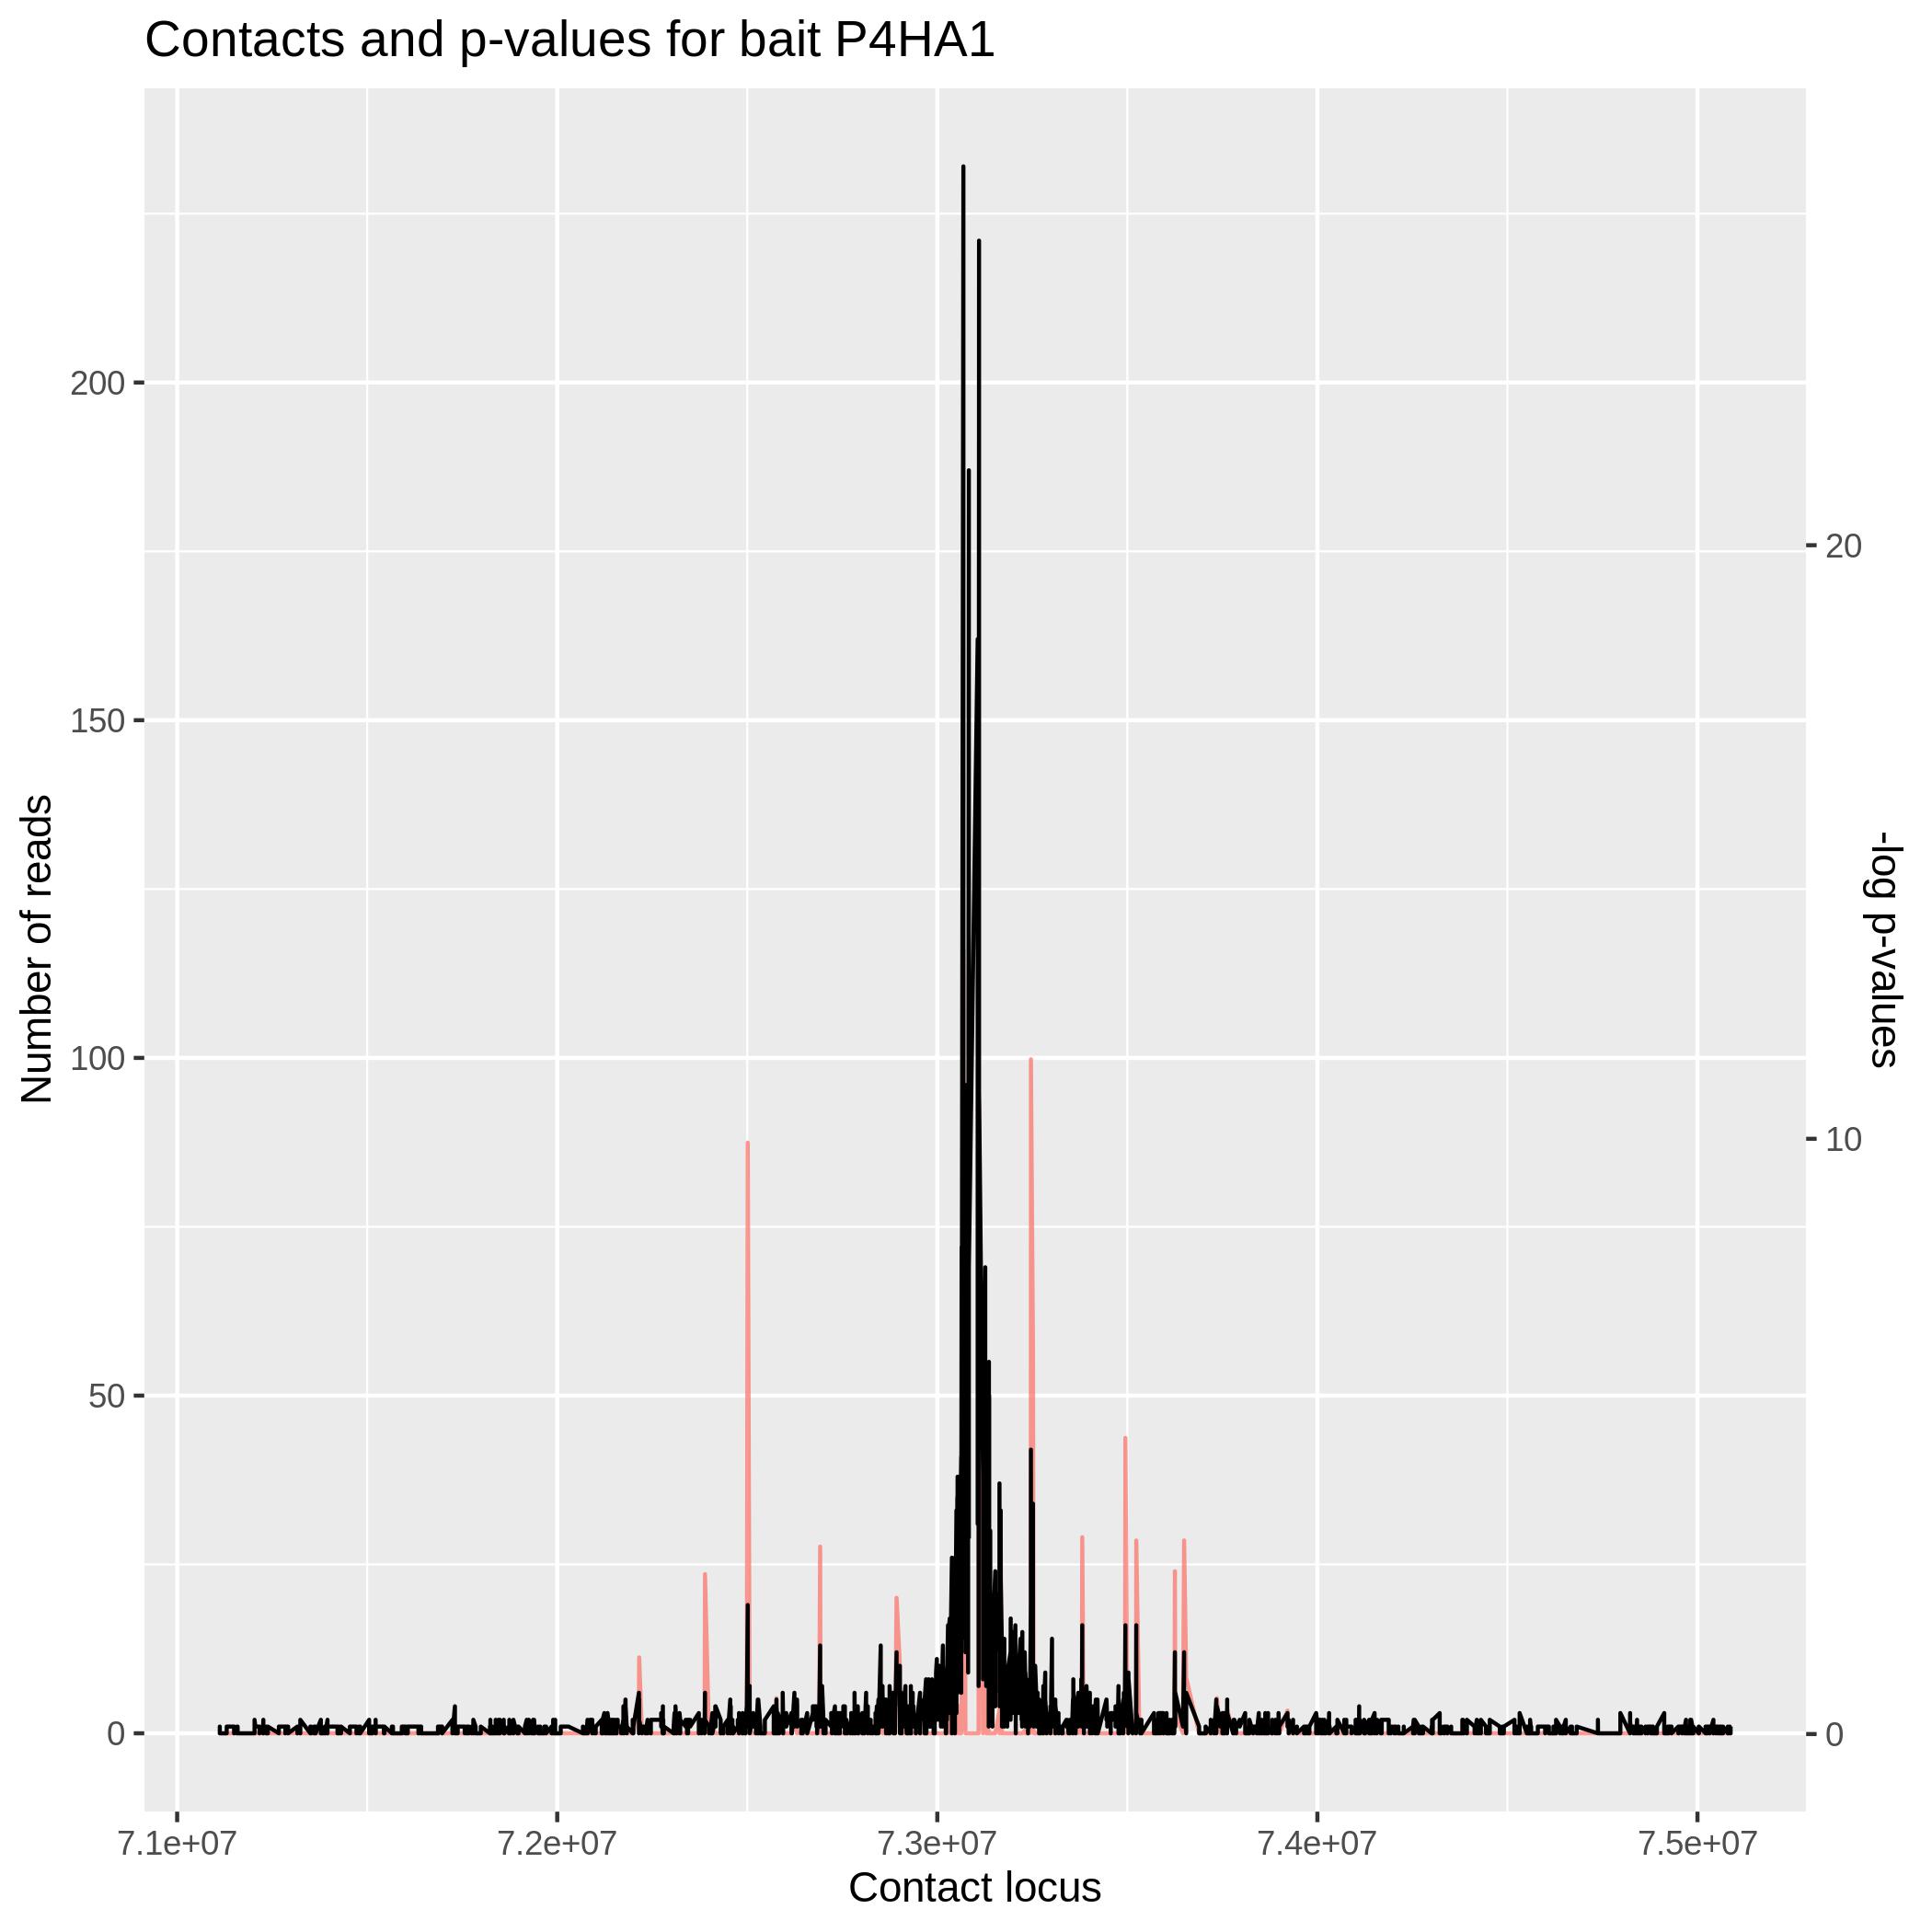 Contacts and p-values for bait P4HA1
Number of reads
200
150
100
50
0
20
10
0
-log p-values
7.1e+07 7.2e+07 7.3e+07 7.4e+07 7.5e+07
Contact locus